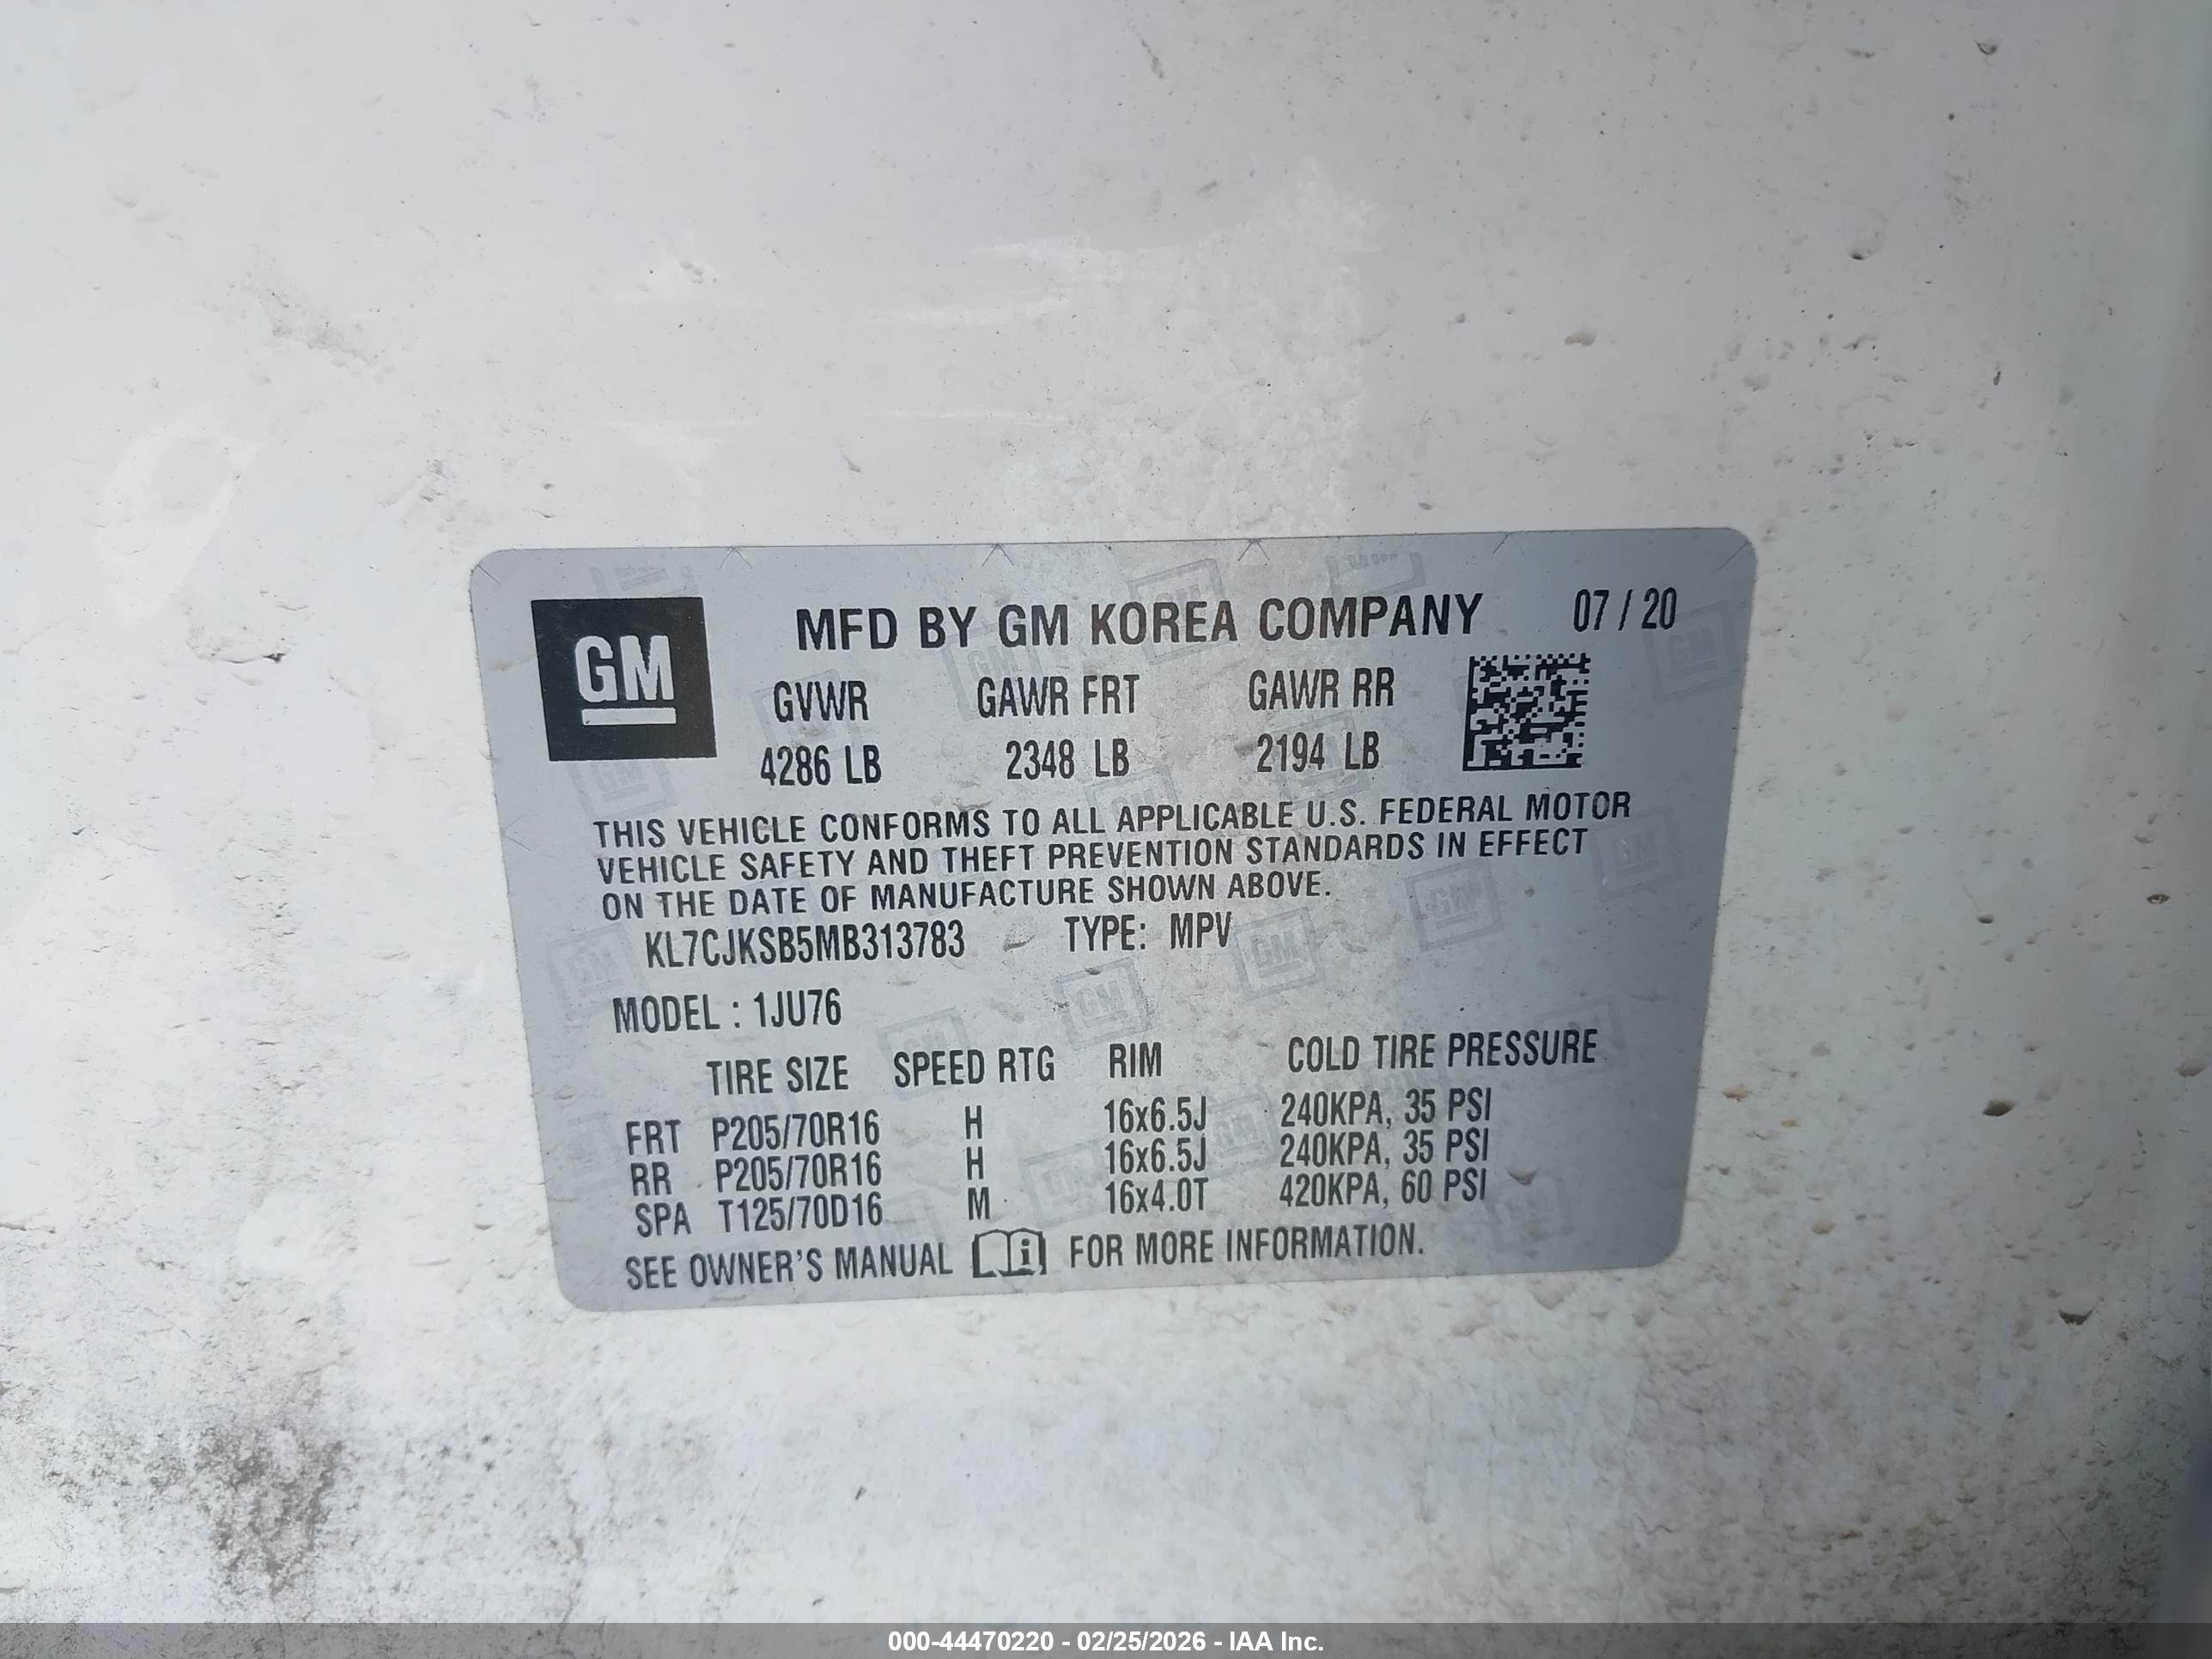 GM
MFD BY GM KOREA COMPANY 07 / 20
GVWR GAWR FRT GAWR RR
4286 LB 2348 LB 2194 LB
THIS VEHICLE CONFORMS TO ALL APPLICABLE U.S. FEDERAL MOTOR
VEHICLE SAFETY AND THEFT PREVENTION STANDARDS IN EFFECT
ON THE DATE OF MANUFACTURE SHOWN ABOVE.
KL7CJKSB5MB313783 TYPE: MPV
MODEL : 1JU76
TIRE SIZE SPEED RTG RIM COLD TIRE PRESSURE
FRT P205/70R16 H 16x6.5J 240KPA, 35 PSI
RR P205/70R16 H 16x6.5J 240KPA, 35 PSI
SPA T125/70D16 M 16x4.0T 420KPA, 60 PSI
SEE OWNER'S MANUAL i FOR MORE INFORMATION.
000-44470220 - 02/25/2026 - IAA Inc.